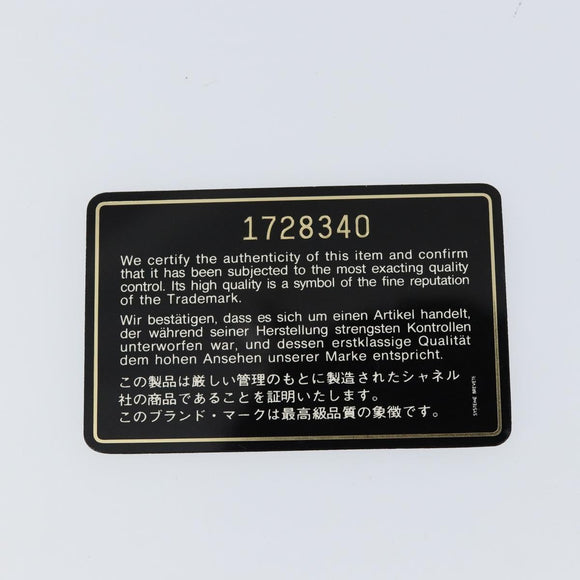 1728340
We certify the authenticity of this item and confirm
that it has been subjected to the most exacting quality
control. Its high quality is a symbol of the fine reputation
of the Trademark.
Wir bestätigen, dass es sich um einen Artikel handelt,
der während seiner Herstellung strengsten Kontrollen
unterworfen war, und dessen erstklassige Qualität
dem hohen Ansehen unserer Marke entspricht.
この製品は厳しい管理のもとに製造されたシャネル
社の商品であることを証明いたします。
このブランド・マークは最高級品質の象徴です。
SYSTEME BREVETE